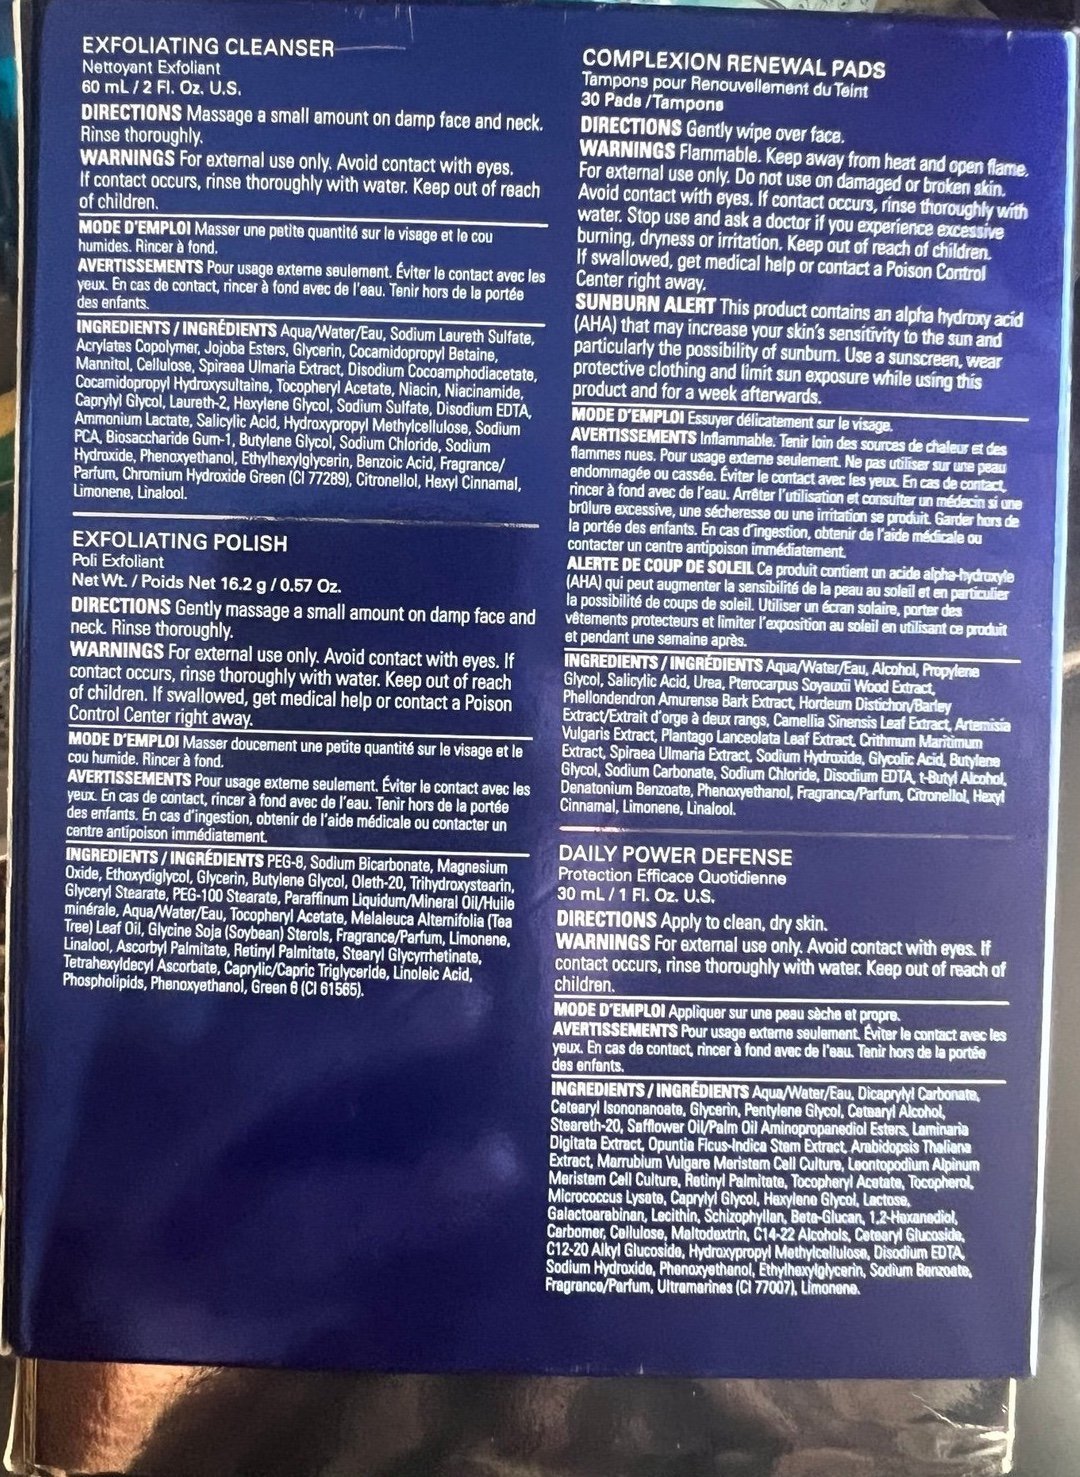 EXFOLIATING CLEANSER
Nettoyant Exfoliant
60 mL / 2 Fl. Oz. U.S.
DIRECTIONS Massage a small amount on damp face and neck.
Rinse thoroughly.
WARNINGS For external use only. Avoid contact with eyes.
If contact occurs, rinse thoroughly with water. Keep out of reach
of children.
MODE D'EMPLOI Masser une petite quantité sur le visage et le cou
humides. Rincer à fond.
AVERTISSEMENTS Pour usage externe seulement. Éviter le contact avec les
yeux. En cas de contact, rincer à fond avec de l'eau. Tenir hors de la portée
des enfants.
INGREDIENTS / INGRÉDIENTS Aqua/Water/Eau, Sodium Laureth Sulfate,
Acrylates Copolymer, Jojoba Esters, Glycerin, Cocamidopropyl Betaine,
Mannitol, Cellulose, Spiraea Ulmaria Extract, Disodium Cocoamphodiacetate,
Cocamidopropyl Hydroxysultaine, Tocopheryl Acetate, Niacin, Niacinamide,
Caprylyl Glycol, Laureth-2, Hexylene Glycol, Sodium Sulfate, Disodium EDTA,
Ammonium Lactate, Salicylic Acid, Hydroxypropyl Methylcellulose, Sodium
PCA, Biosaccharide Gum-1, Butylene Glycol, Sodium Chloride, Sodium
Hydroxide, Phenoxyethanol, Ethylhexylglycerin, Benzoic Acid, Fragrance/
Parfum, Chromium Hydroxide Green (CI 77289), Citronellol, Hexyl Cinnamal,
Limonene, Linalool.
EXFOLIATING POLISH
Poli Exfoliant
Net Wt. / Poids Net 16.2 g / 0.57 Oz.
DIRECTIONS Gently massage a small amount on damp face and
neck. Rinse thoroughly.
WARNINGS For external use only. Avoid contact with eyes. If
contact occurs, rinse thoroughly with water. Keep out of reach
of children. If swallowed, get medical help or contact a Poison
Control Center right away.
MODE D'EMPLOI Masser doucement une petite quantité sur le visage et le
cou humide. Rincer à fond.
AVERTISSEMENTS Pour usage externe seulement. Éviter le contact avec les
yeux. En cas de contact, rincer à fond avec de l'eau. Tenir hors de la portée
des enfants. En cas d'ingestion, obtenir de l'aide médicale ou contacter un
centre antipoison immédiatement.
INGREDIENTS / INGRÉDIENTS PEG-8, Sodium Bicarbonate, Magnesium
Oxide, Ethoxydiglycol, Glycerin, Butylene Glycol, Oleth-20, Trihydroxystearin,
Glyceryl Stearate, PEG-100 Stearate, Paraffinum Liquidum/Mineral Oil/Huile
minérale, Aqua/Water/Eau, Tocopheryl Acetate, Melaleuca Alternifolia (Tea
Tree) Leaf Oil, Glycine Soja (Soybean) Sterols, Fragrance/Parfum, Limonene,
Linalool, Ascorbyl Palmitate, Retinyl Palmitate, Stearyl Glycyrrhetinate,
Tetrahexyldecyl Ascorbate, Caprylic/Capric Triglyceride, Linoleic Acid,
Phospholipids, Phenoxyethanol, Green 6 (CI 61565).
COMPLEXION RENEWAL PADS
Tampons pour Renouvellement du Teint
30 Pads / Tampons
DIRECTIONS Gently wipe over face.
WARNINGS Flammable. Keep away from heat and open flame.
For external use only. Do not use on damaged or broken skin.
Avoid contact with eyes. If contact occurs, rinse thoroughly with
water. Stop use and ask a doctor if you experience excessive
burning, dryness or irritation. Keep out of reach of children.
If swallowed, get medical help or contact a Poison Control
Center right away.
SUNBURN ALERT This product contains an alpha hydroxy acid
(AHA) that may increase your skin's sensitivity to the sun and
particularly the possibility of sunburn. Use a sunscreen, wear
protective clothing and limit sun exposure while using this
product and for a week afterwards.
MODE D'EMPLOI Essuyer délicatement sur le visage.
AVERTISSEMENTS Inflammable. Tenir loin des sources de chaleur et des
flammes nues. Pour usage externe seulement. Ne pas utiliser sur une peau
endommagée ou cassée. Éviter le contact avec les yeux. En cas de contact,
rincer à fond avec de l'eau. Arrêter l'utilisation et consulter un médecin si une
brûlure excessive, une sécheresse ou une irritation se produit. Garder hors de
la portée des enfants. En cas d'ingestion, obtenir de l'aide médicale ou
contacter un centre antipoison immédiatement.
ALERTE DE COUP DE SOLEIL Ce produit contient un acide alpha-hydroxyle
(AHA) qui peut augmenter la sensibilité de la peau au soleil et en particulier
la possibilité de coups de soleil. Utiliser un écran solaire, porter des
vêtements protecteurs et limiter l'exposition au soleil en utilisant ce produit
et pendant une semaine après.
INGREDIENTS / INGRÉDIENTS Aqua/Water/Eau, Alcohol, Propylene
Glycol, Salicylic Acid, Urea, Pterocarpus Soyauxii Wood Extract,
Phellondendron Amurense Bark Extract, Hordeum Distichon/Barley
Extract/Extrait d'orge à deux rangs, Camellia Sinensis Leaf Extract, Artemisia
Vulgaris Extract, Plantago Lanceolata Leaf Extract, Crithmum Maritimum
Extract, Spiraea Ulmaria Extract, Sodium Hydroxide, Glycolic Acid, Butylene
Glycol, Sodium Carbonate, Sodium Chloride, Disodium EDTA, t-Butyl Alcohol,
Denatonium Benzoate, Phenoxyethanol, Fragrance/Parfum, Citronellol, Hexyl
Cinnamal, Limonene, Linalool.
DAILY POWER DEFENSE
Protection Efficace Quotidienne
30 mL / 1 Fl. Oz. U.S.
DIRECTIONS Apply to clean, dry skin.
WARNINGS For external use only. Avoid contact with eyes. If
contact occurs, rinse thoroughly with water. Keep out of reach of
children.
MODE D'EMPLOI Appliquer sur une peau sèche et propre.
AVERTISSEMENTS Pour usage externe seulement. Éviter le contact avec les
yeux. En cas de contact, rincer à fond avec de l'eau. Tenir hors de la portée
des enfants.
INGREDIENTS / INGRÉDIENTS Aqua/Water/Eau, Dicaprylyl Carbonate,
Cetearyl Isononanoate, Glycerin, Pentylene Glycol, Cetearyl Alcohol,
Steareth-20, Safflower Oil/Palm Oil Aminopropanediol Esters, Laminaria
Digitata Extract, Opuntia Ficus-Indica Stem Extract, Arabidopsis Thaliana
Extract, Marrubium Vulgare Meristem Cell Culture, Leontopodium Alpinum
Meristem Cell Culture, Retinyl Palmitate, Tocopheryl Acetate, Tocopherol,
Micrococcus Lysate, Caprylyl Glycol, Hexylene Glycol, Lactose,
Galactoarabinan, Lecithin, Schizophyllan, Beta-Glucan, 1,2-Hexanediol,
Carbomer, Cellulose, Maltodextrin, C14-22 Alcohols, Cetearyl Glucoside,
C12-20 Alkyl Glucoside, Hydroxypropyl Methylcellulose, Disodium EDTA,
Sodium Hydroxide, Phenoxyethanol, Ethylhexylglycerin, Sodium Benzoate,
Fragrance/Parfum, Ultramarines (CI 77007), Limonene.